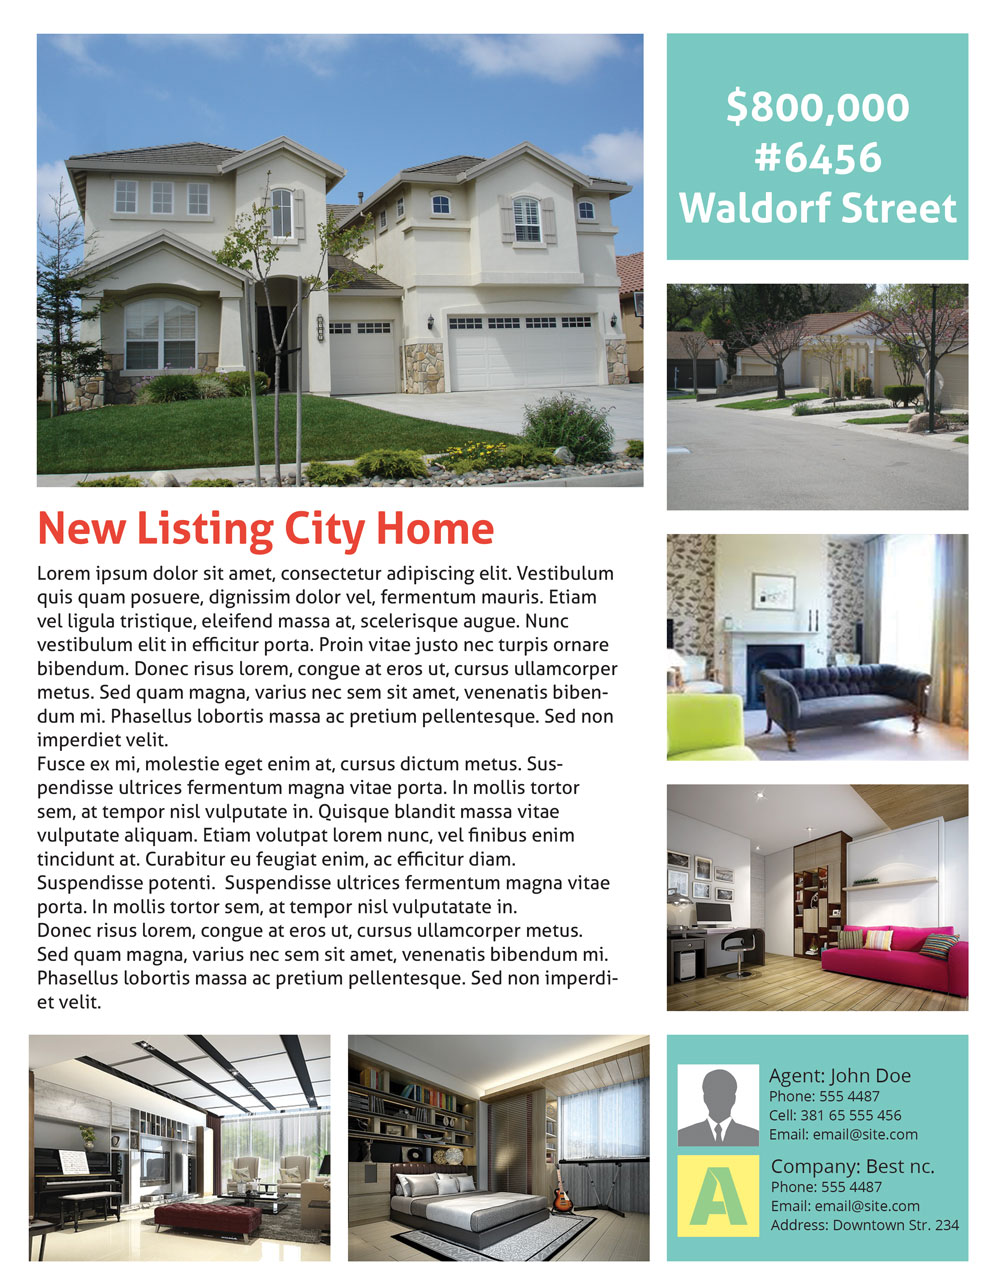 $800,000
#6456
Waldorf Street
New Listing City Home
Lorem ipsum dolor sit amet, consectetur adipiscing elit. Vestibulum
quis quam posuere, dignissim dolor vel, fermentum mauris. Etiam
vel ligula tristique, eleifend massa at, scelerisque augue. Nunc
vestibulum elit in efficitur porta. Proin vitae justo nec turpis ornare
bibendum. Donec risus lorem, congue at eros ut, cursus ullamcorper
metus. Sed quam magna, varius nec sem sit amet, venenatis biben-
dum mi. Phasellus lobortis massa ac pretium pellentesque. Sed non
imperdiet velit.
Fusce ex mi, molestie eget enim at, cursus dictum metus. Sus-
pendisse ultrices fermentum magna vitae porta. In mollis tortor
sem, at tempor nisl vulputate in. Quisque blandit massa vitae
vulputate aliquam. Etiam volutpat lorem nunc, vel finibus enim
tincidunt at. Curabitur eu feugiat enim, ac efficitur diam.
Suspendisse potenti.  Suspendisse ultrices fermentum magna vitae
porta. In mollis tortor sem, at tempor nisl vulputatate in.
Donec risus lorem, congue at eros ut, cursus ullamcorper metus.
Sed quam magna, varius nec sem sit amet, venenatis bibendum mi.
Phasellus lobortis massa ac pretium pellentesque. Sed non imperdi-
et velit.
Agent: John Doe
Phone: 555 4487
Cell: 381 65 555 456
Email: email@site.com
A
Company: Best nc.
Phone: 555 4487
Email: email@site.com
Address: Downtown Str. 234